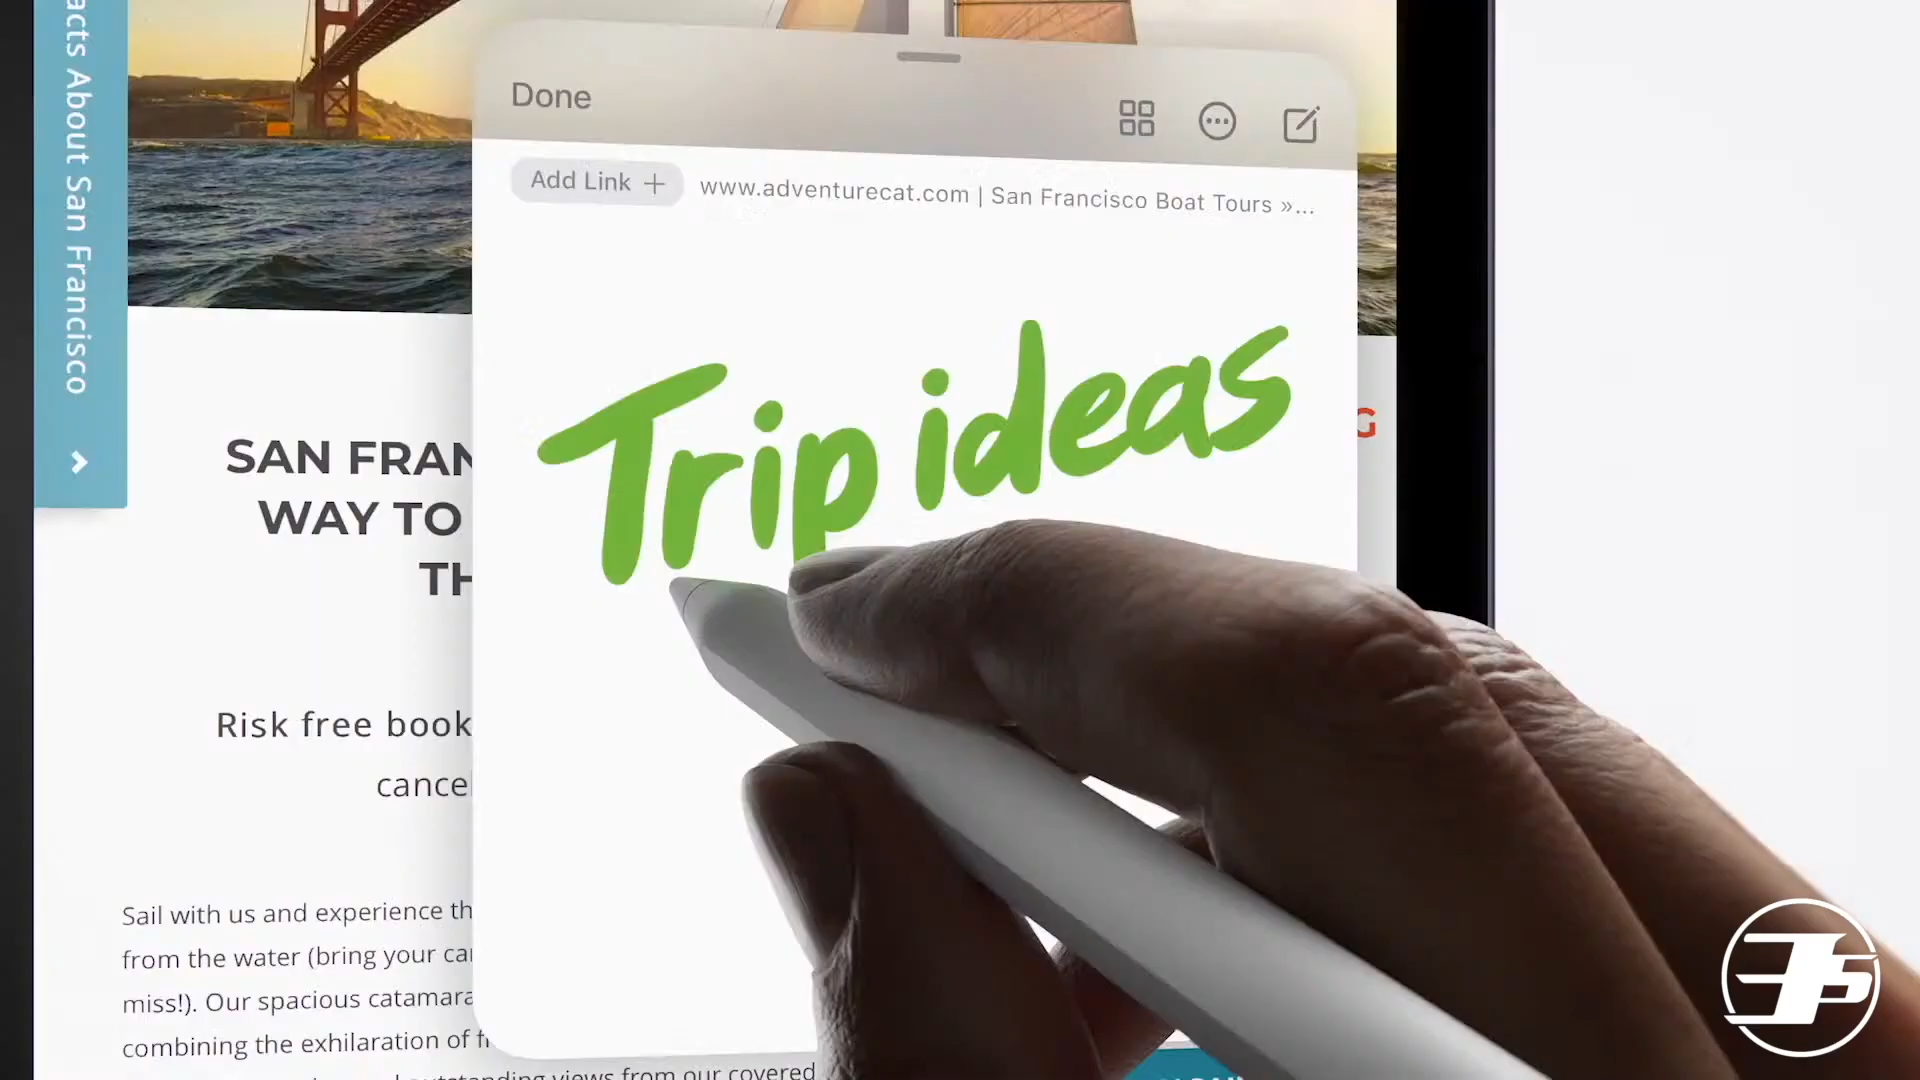 acts About San Francisco
Done
Add Link +
www.adventurecat.com | San Francisco Boat Tours »...
Trip ideas
G
SAN FRAN
WAY TO
TH
Risk free book
cancel
Sail with us and experience th
from the water (bring your ca
miss!). Our spacious catamara
combining the exhilaration of f
outstanding views from our covered